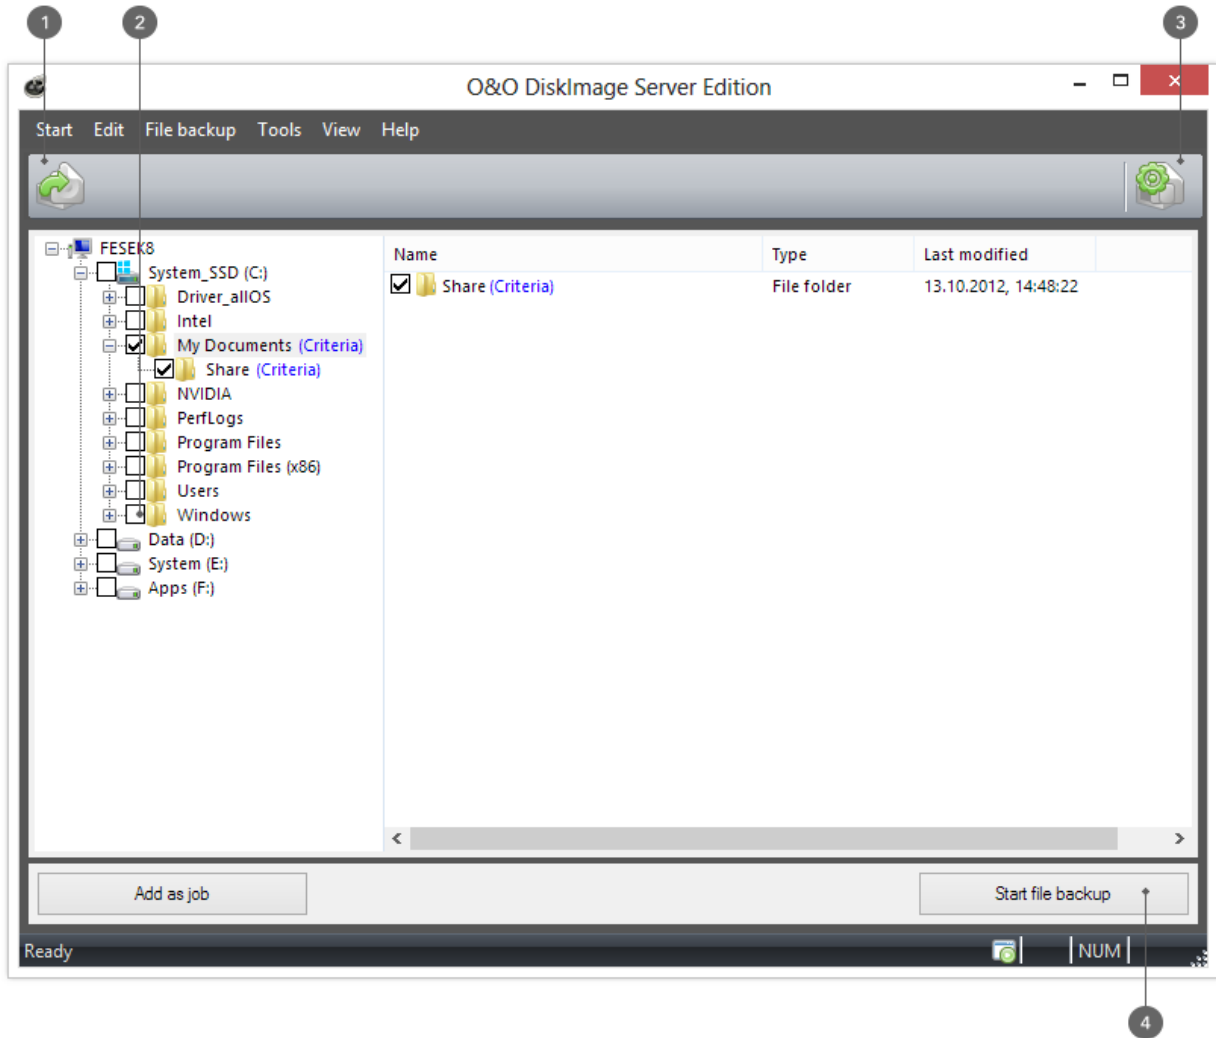 1 2 3
O&O DiskImage Server Edition
Start Edit File backup Tools View Help
FESEK8
System_SSD (C:)
Driver_allOS
Intel
My Documents (Criteria)
Share (Criteria)
NVIDIA
PerfLogs
Program Files
Program Files (x86)
Users
Windows
Data (D:)
System (E:)
Apps (F:)
Name Type Last modified
Share (Criteria) File folder 13.10.2012, 14:48:22
Add as job Start file backup
Ready NUM
4